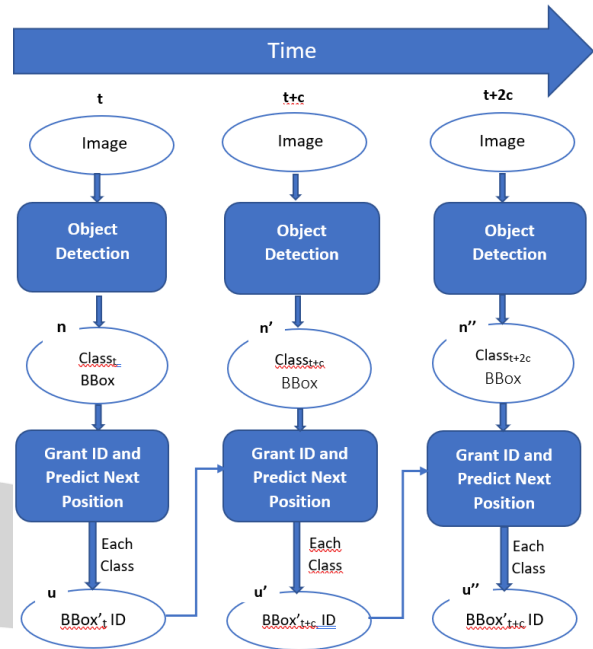 Time
t
t+c
t+2c
Image
Image
Image
Object
Detection
Object
Detection
Object
Detection
n
n'
n''
Classt
BBox
Classt+c
BBox
Classt+2c
BBox
Grant ID and
Predict Next
Position
Grant ID and
Predict Next
Position
Grant ID and
Predict Next
Position
Each
Class
Each
Class
Each
Class
u
u'
u''
BBox't ID
BBox't+c ID
BBox't+c ID